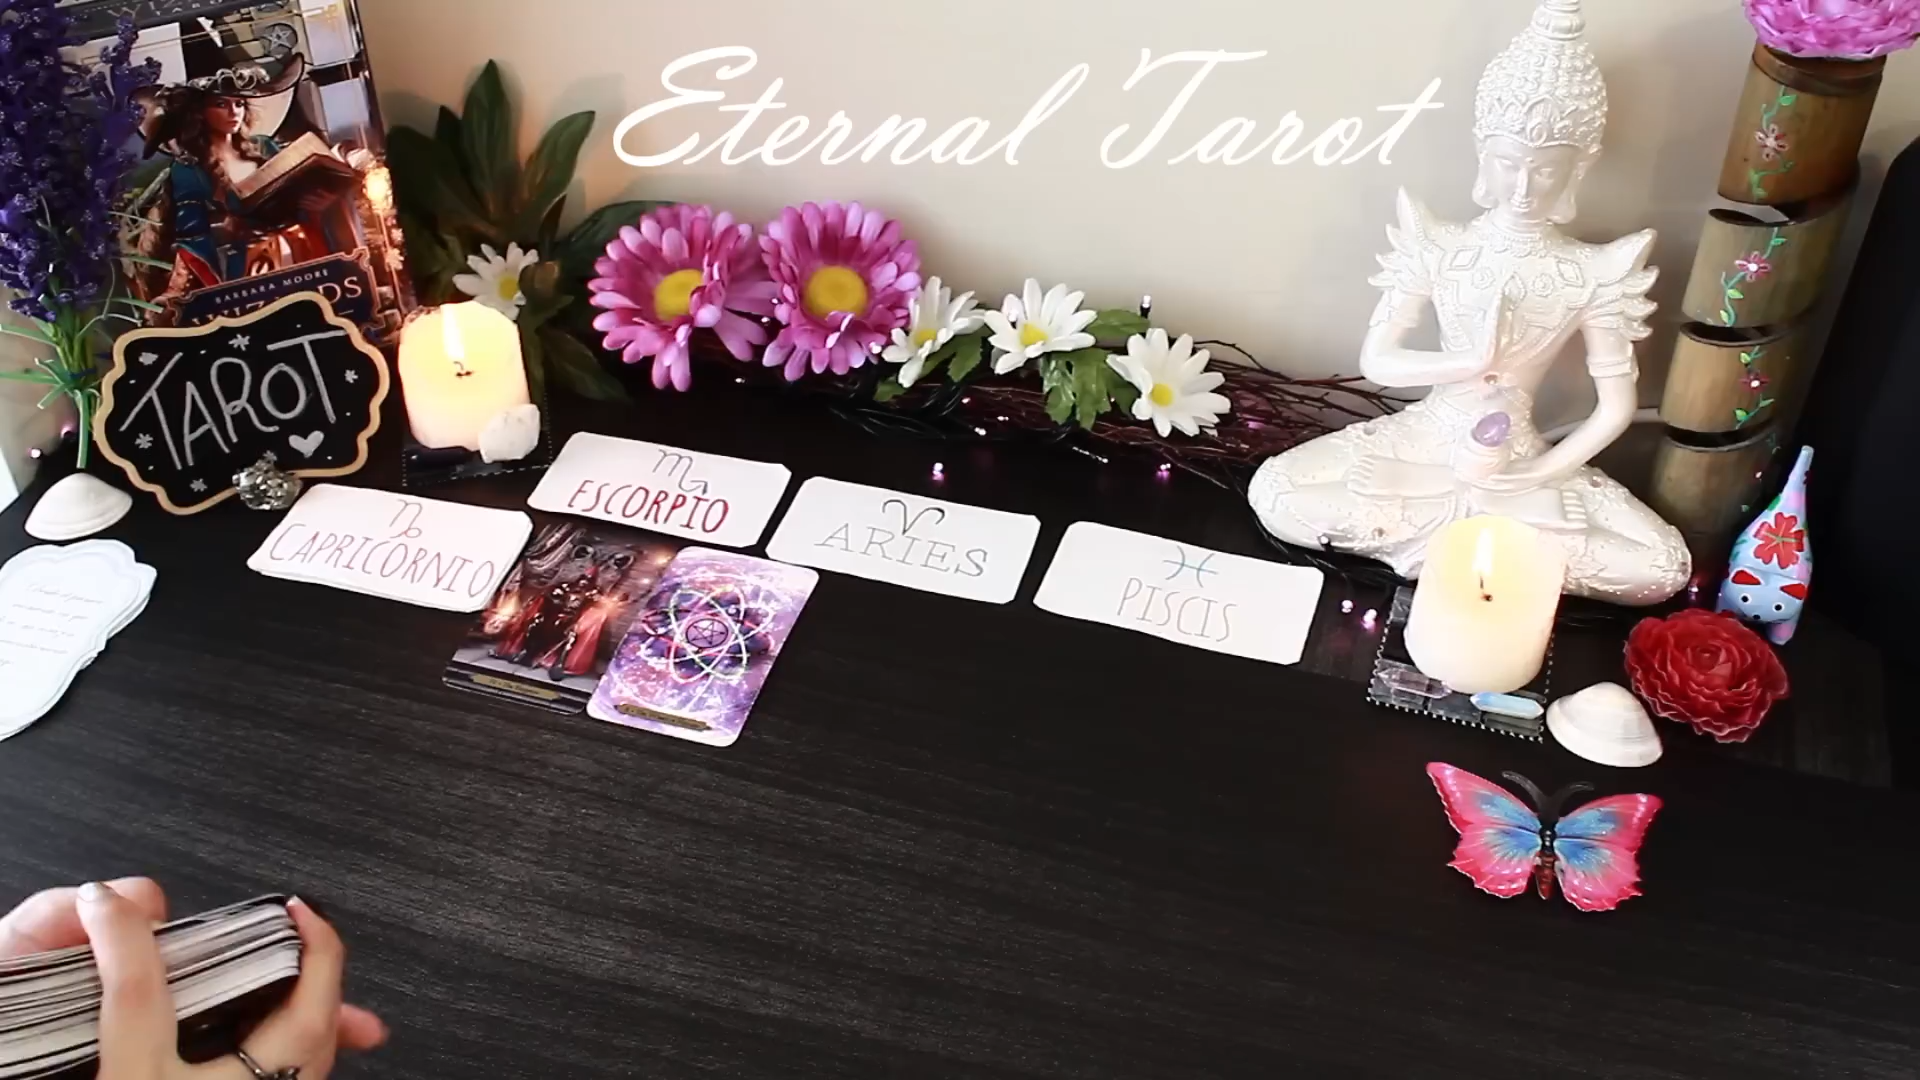 Eternal Tarot
BARBARA MOORE
TAROT
ESCORPIO
CAPRICORNIO
ARIES
PISCIS